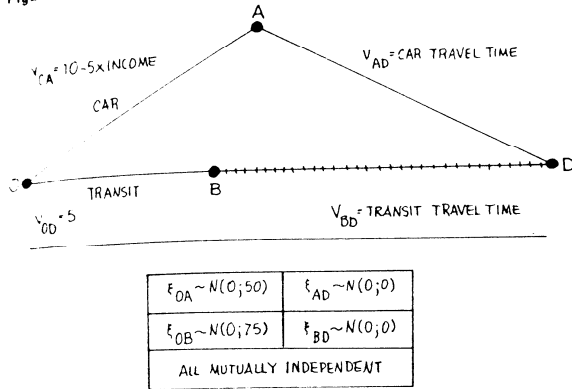 A
V_CA = 10-5 x INCOME
V_AD = CAR TRAVEL TIME
CAR
D
B
TRANSIT
V_OD = 5
V_BD = TRANSIT TRAVEL TIME
ξ_OA ~ N(0;50) ξ_AD ~ N(0;0)
ξ_OB ~ N(0;75) ξ_BD ~ N(0;0)
ALL MUTUALLY INDEPENDENT